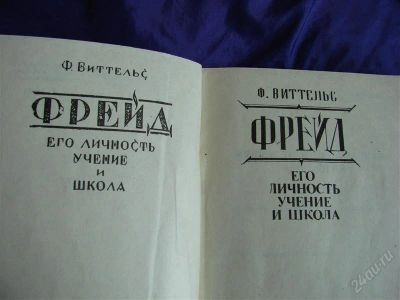 Ф. ВИТТЕЛЬС
ФРЕЙД
ЕГО ЛИЧНОСТЬ
УЧЕНИЕ
И
ШКОЛА
Ф. ВИТТЕЛЬС
ФРЕЙД
ЕГО
ЛИЧНОСТЬ
УЧЕНИЕ
И ШКОЛА
24au.ru